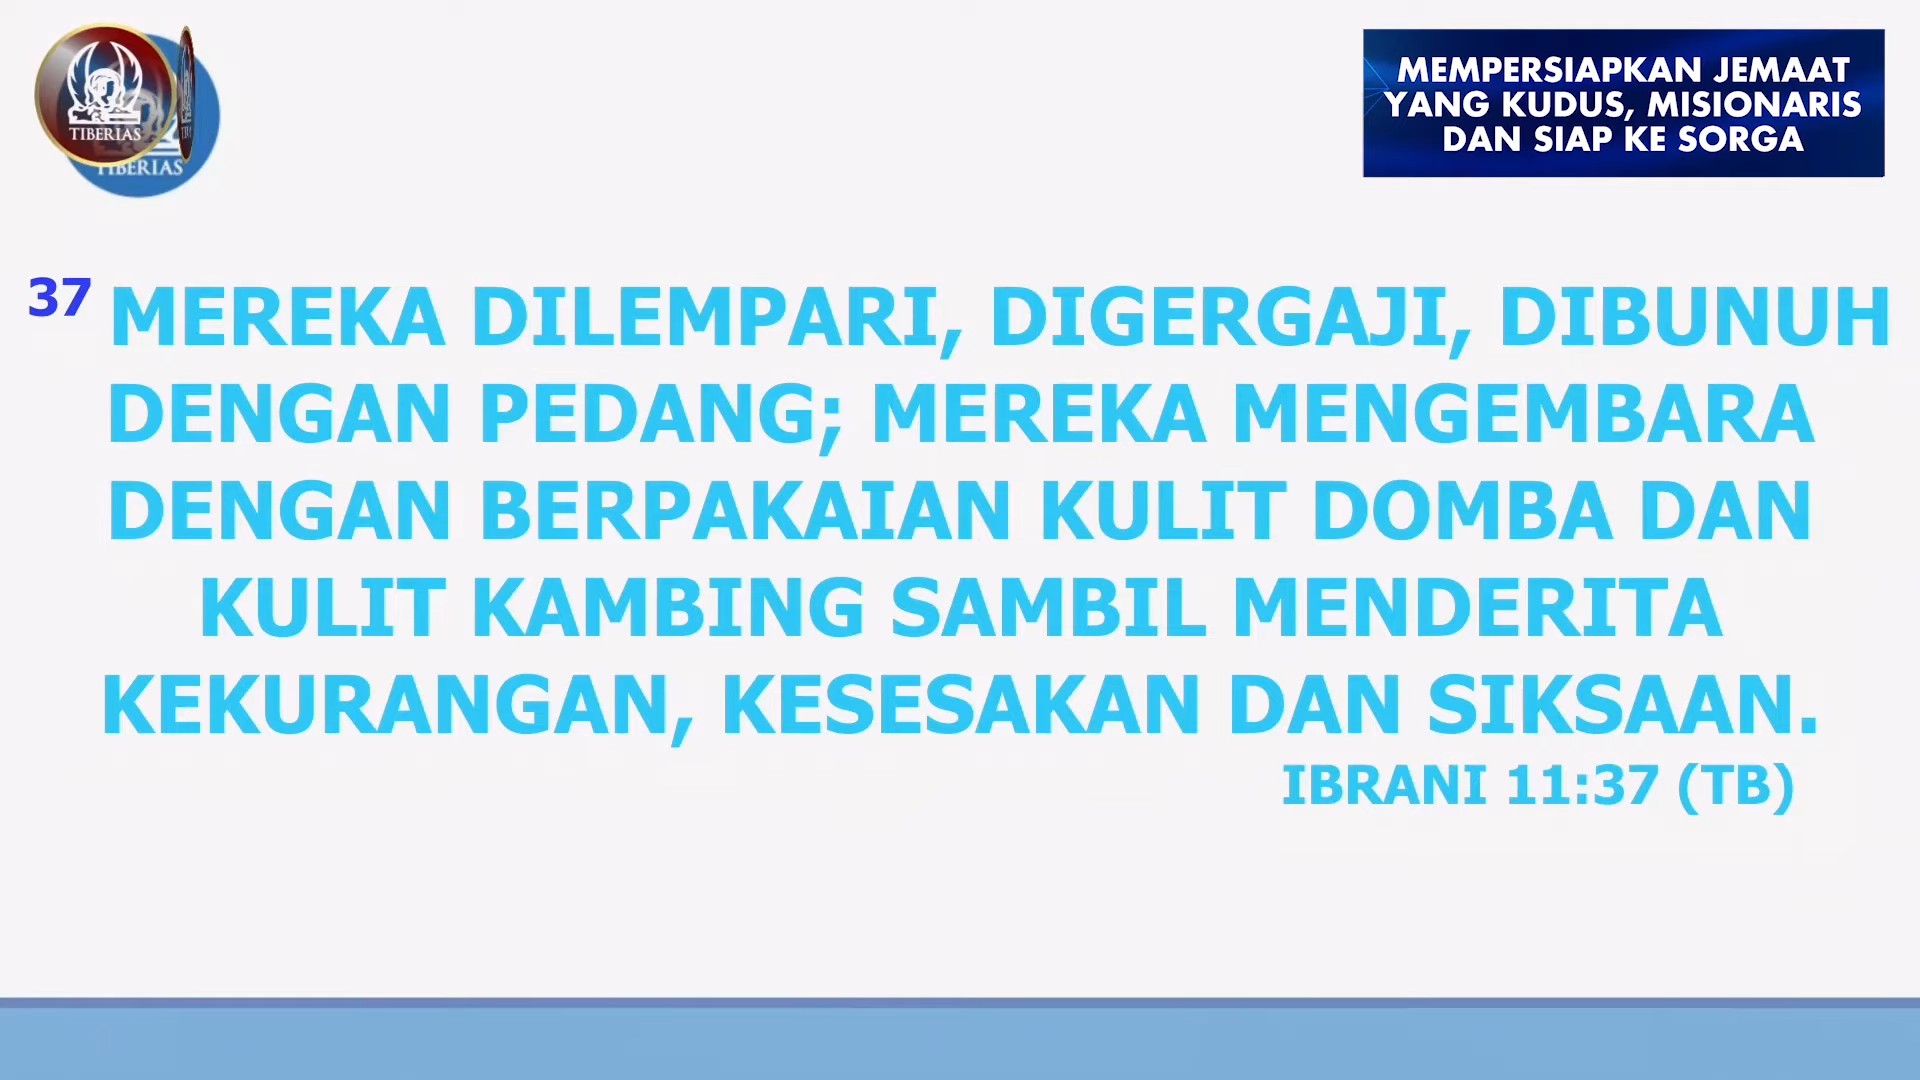 TIBERIAS
TIBERIAS
MEMPERSIAPKAN JEMAAT
YANG KUDUS, MISIONARIS
DAN SIAP KE SORGA
37 MEREKA DILEMPARI, DIGERGAJI, DIBUNUH
DENGAN PEDANG; MEREKA MENGEMBARA
DENGAN BERPAKAIAN KULIT DOMBA DAN
KULIT KAMBING SAMBIL MENDERITA
KEKURANGAN, KESESAKAN DAN SIKSAAN.
IBRANI 11:37 (TB)